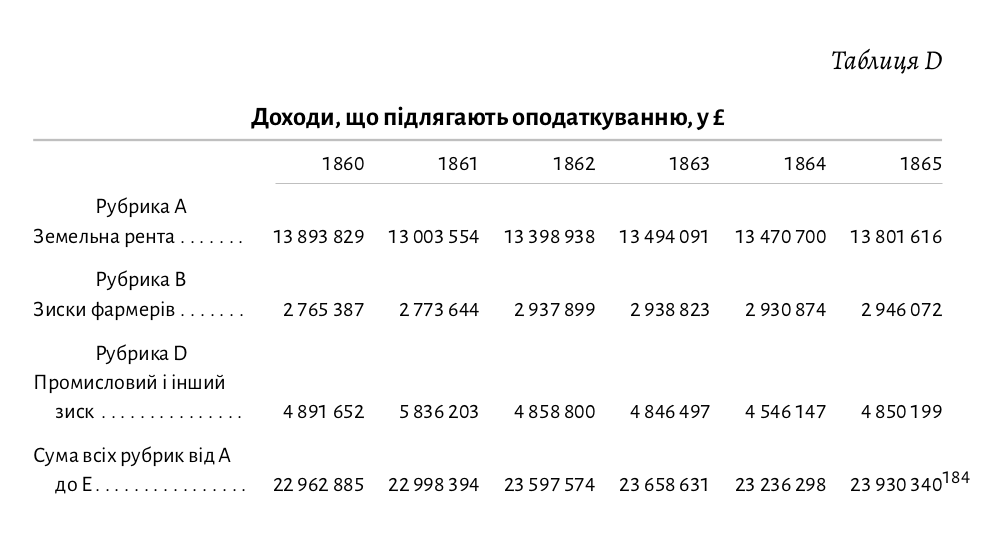 Таблиця D
Доходи, що підлягають оподаткуванню, у £
1860 1861 1862 1863 1864 1865
Рубрика A
Земельна рента ....... 13 893 829 13 003 554 13 398 938 13 494 091 13 470 700 13 801 616
Рубрика B
Зиски фармерів ....... 2 765 387 2 773 644 2 937 899 2 938 823 2 930 874 2 946 072
Рубрика D
Промисловий і інший
зиск ............... 4 891 652 5 836 203 4 858 800 4 846 497 4 546 147 4 850 199
Сума всіх рубрик від A
до E................ 22 962 885 22 998 394 23 597 574 23 658 631 23 236 298 23 930 340184